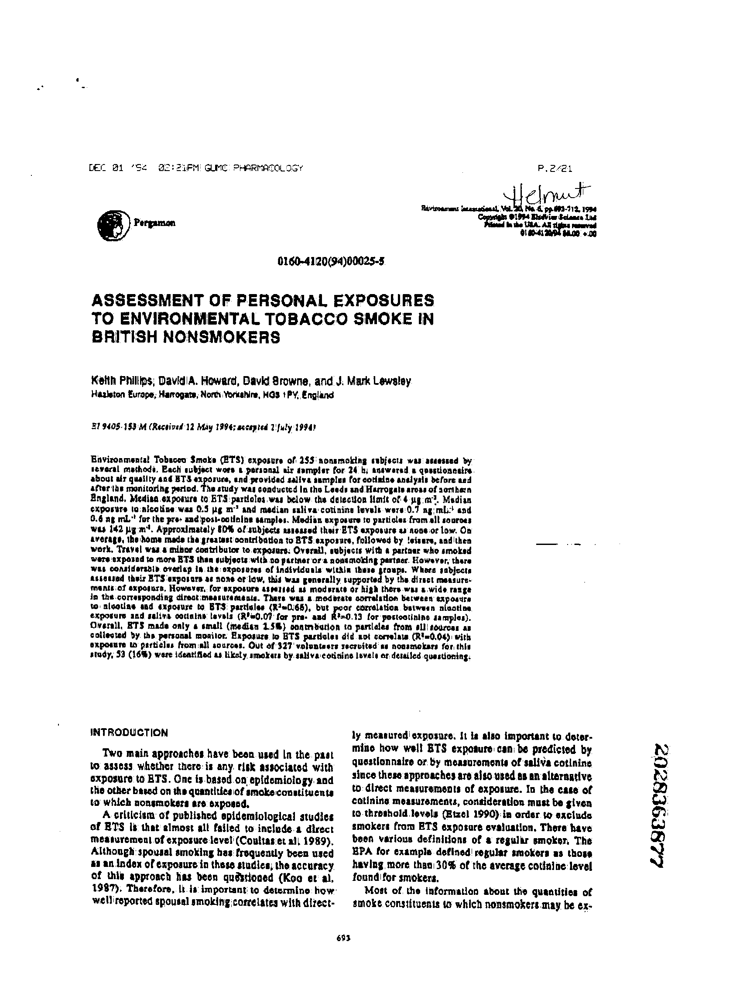 DEC 01 '94 02:21PM GUMC PHARMACOLOGY P.2/21
Helmut
Environment International, Vol. 20, No. 6, pp. 693-712, 1994
Copyright ©1994 Elsevier Science Ltd
Printed in the USA. All rights reserved
0160-4120/94 $6.00 +.00
Pergamon
0160-4120(94)00025-5
ASSESSMENT OF PERSONAL EXPOSURES
TO ENVIRONMENTAL TOBACCO SMOKE IN
BRITISH NONSMOKERS
Keith Phillips, David A. Howard, David Browne, and J. Mark Lewsley
Hazleton Europe, Harrogate, North Yorkshire, HG3 1PY, England
EI 9405-153 M (Received 12 May 1994; accepted 2 July 1994)
Environmental Tobacco Smoke (ETS) exposure of 255 nonsmoking subjects was assessed by
several methods. Each subject wore a personal air sampler for 24 h, answered a questionnaire
about air quality and ETS exposure, and provided saliva samples for cotinine analysis before and
after the monitoring period. The study was conducted in the Leeds and Harrogate areas of northern
England. Median exposure to ETS particles was below the detection limit of 4 µg m⁻³. Median
exposure to nicotine was 0.5 µg m⁻³ and median saliva cotinine levels were 0.7 ng mL⁻¹ and
0.6 ng mL⁻¹ for the pre- and post-cotinine samples. Median exposure to particles from all sources
was 142 µg m⁻³. Approximately 80% of subjects assessed their ETS exposure as none or low. On
average, the home made the greatest contribution to ETS exposure, followed by leisure, and then
work. Travel was a minor contributor to exposure. Overall, subjects with a partner who smoked
were exposed to more ETS than subjects with no partner or a nonsmoking partner. However, there
was considerable overlap in the exposures of individuals within these groups. Where subjects
assessed their ETS exposure as none or low, this was generally supported by the direct measure-
ments of exposure. However, for exposure assessed as moderate or high there was a wide range
in the corresponding direct measurements. There was a moderate correlation between exposure
to nicotine and exposure to ETS particles (R²=0.66), but poor correlation between nicotine
exposure and saliva cotinine levels (R²=0.07 for pre- and R²=0.13 for postcotinine samples).
Overall, ETS made only a small (median 2.5%) contribution to particles from all sources as
collected by the personal monitor. Exposure to ETS particles did not correlate (R²=0.04) with
exposure to particles from all sources. Out of 327 volunteers recruited as nonsmokers for this
study, 53 (16%) were identified as likely smokers by saliva cotinine levels or detailed questioning.
INTRODUCTION
Two main approaches have been used in the past
to assess whether there is any risk associated with
exposure to ETS. One is based on epidemiology and
the other based on the quantities of smoke constituents
to which nonsmokers are exposed.
A criticism of published epidemiological studies
of ETS is that almost all failed to include a direct
measurement of exposure level (Coultas et al. 1989).
Although spousal smoking has frequently been used
as an index of exposure in these studies, the accuracy
of this approach has been questioned (Koo et al.
1987). Therefore, it is important to determine how
well reported spousal smoking correlates with direct-
ly measured exposure. It is also important to deter-
mine how well ETS exposure can be predicted by
questionnaire or by measurements of saliva cotinine
since these approaches are also used as an alternative
to direct measurements of exposure. In the case of
cotinine measurements, consideration must be given
to threshold levels (Etzel 1990) in order to exclude
smokers from ETS exposure evaluation. There have
been various definitions of a regular smoker. The
EPA for example defined regular smokers as those
having more than 30% of the average cotinine level
found for smokers.
Most of the information about the quantities of
smoke constituents to which nonsmokers may be ex-
693
2028363877